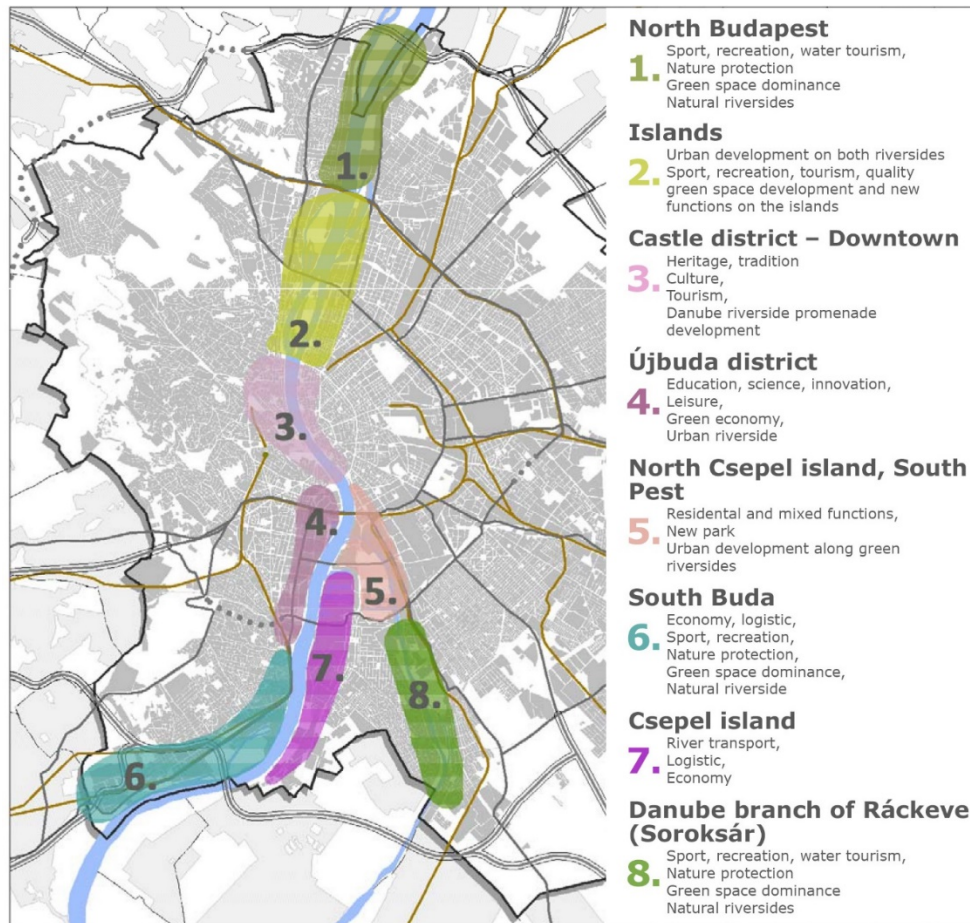 North Budapest
1.
Sport, recreation, water tourism,
Nature protection
Green space dominance
Natural riversides
Islands
2.
Urban development on both riversides
Sport, recreation, tourism, quality
green space development and new
functions on the islands
Castle district – Downtown
3.
Heritage, tradition
Culture,
Tourism,
Danube riverside promenade
development
Újbuda district
4.
Education, science, innovation,
Leisure,
Green economy,
Urban riverside
North Csepel island, South
Pest
5.
Residental and mixed functions,
New park
Urban development along green
riversides
South Buda
6.
Economy, logistic,
Sport, recreation,
Nature protection,
Green space dominance,
Natural riverside
Csepel island
7.
River transport,
Logistic,
Economy
Danube branch of Ráckeve
(Soroksár)
8.
Sport, recreation, water tourism,
Nature protection
Green space dominance
Natural riversides
1.
2.
3.
4.
5.
6.
7.
8.